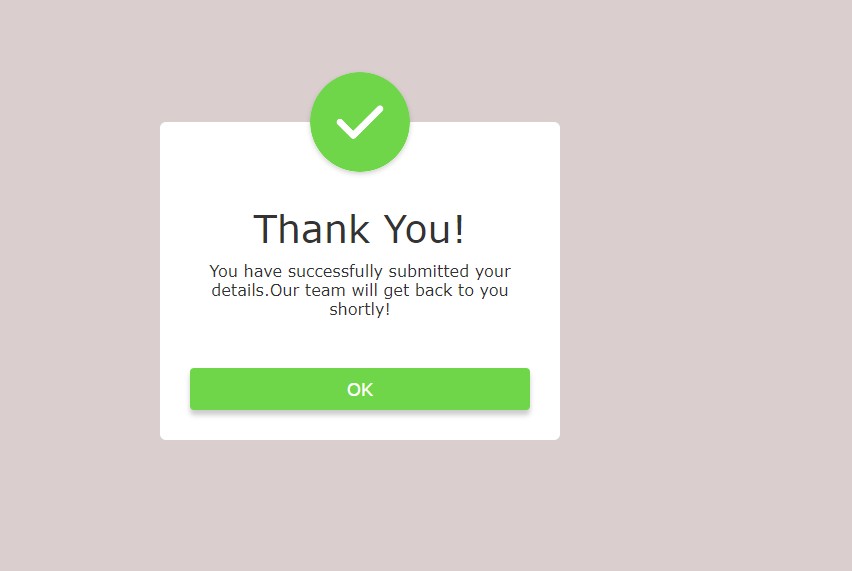 Thank You!
You have successfully submitted your
details.Our team will get back to you
shortly!
OK